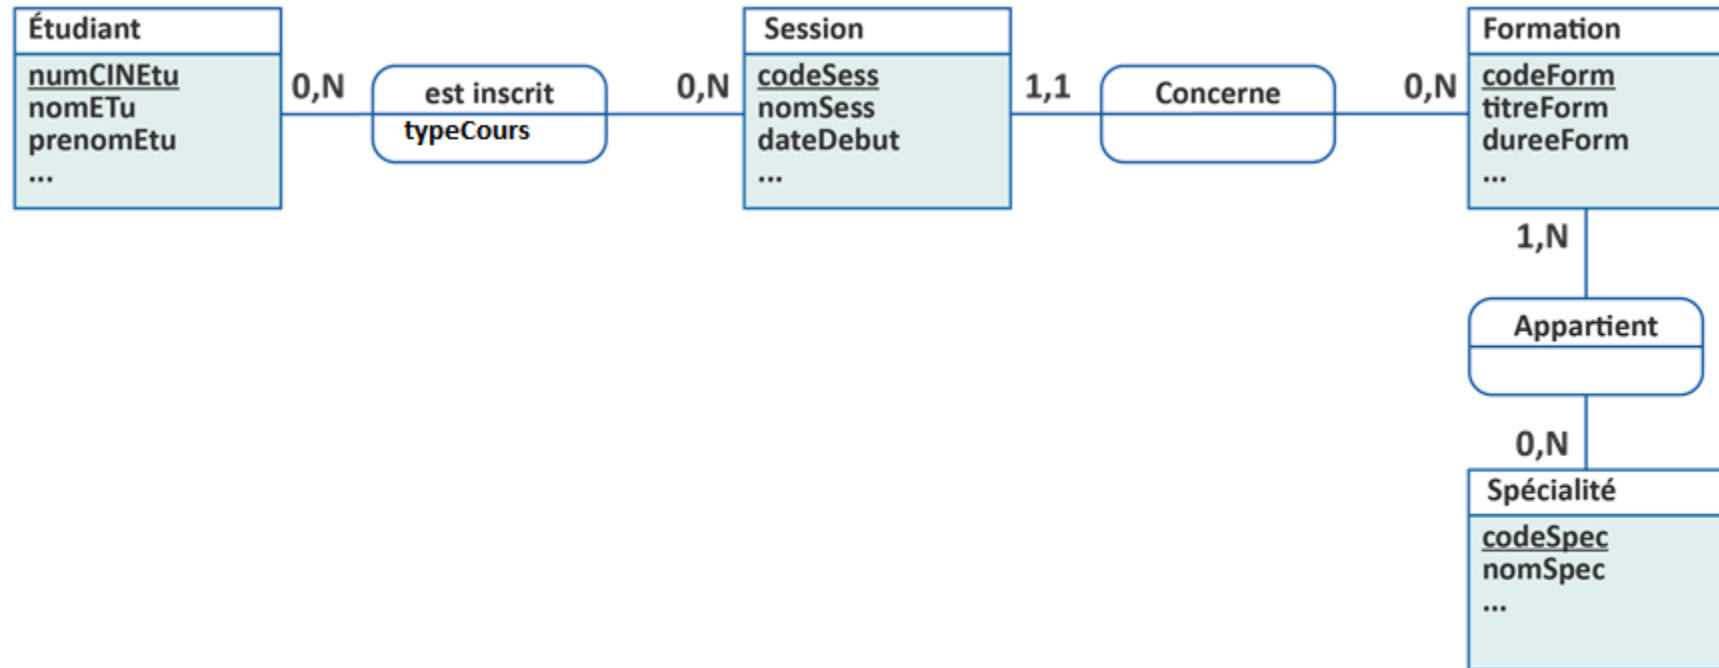 Étudiant
numCINEtu
nomETu
prenomEtu
...
0,N
est inscrit
typeCours
0,N
Session
codeSess
nomSess
dateDebut
...
1,1
Concerne
0,N
Formation
codeForm
titreForm
dureeForm
...
1,N
Appartient
0,N
Spécialité
codeSpec
nomSpec
...